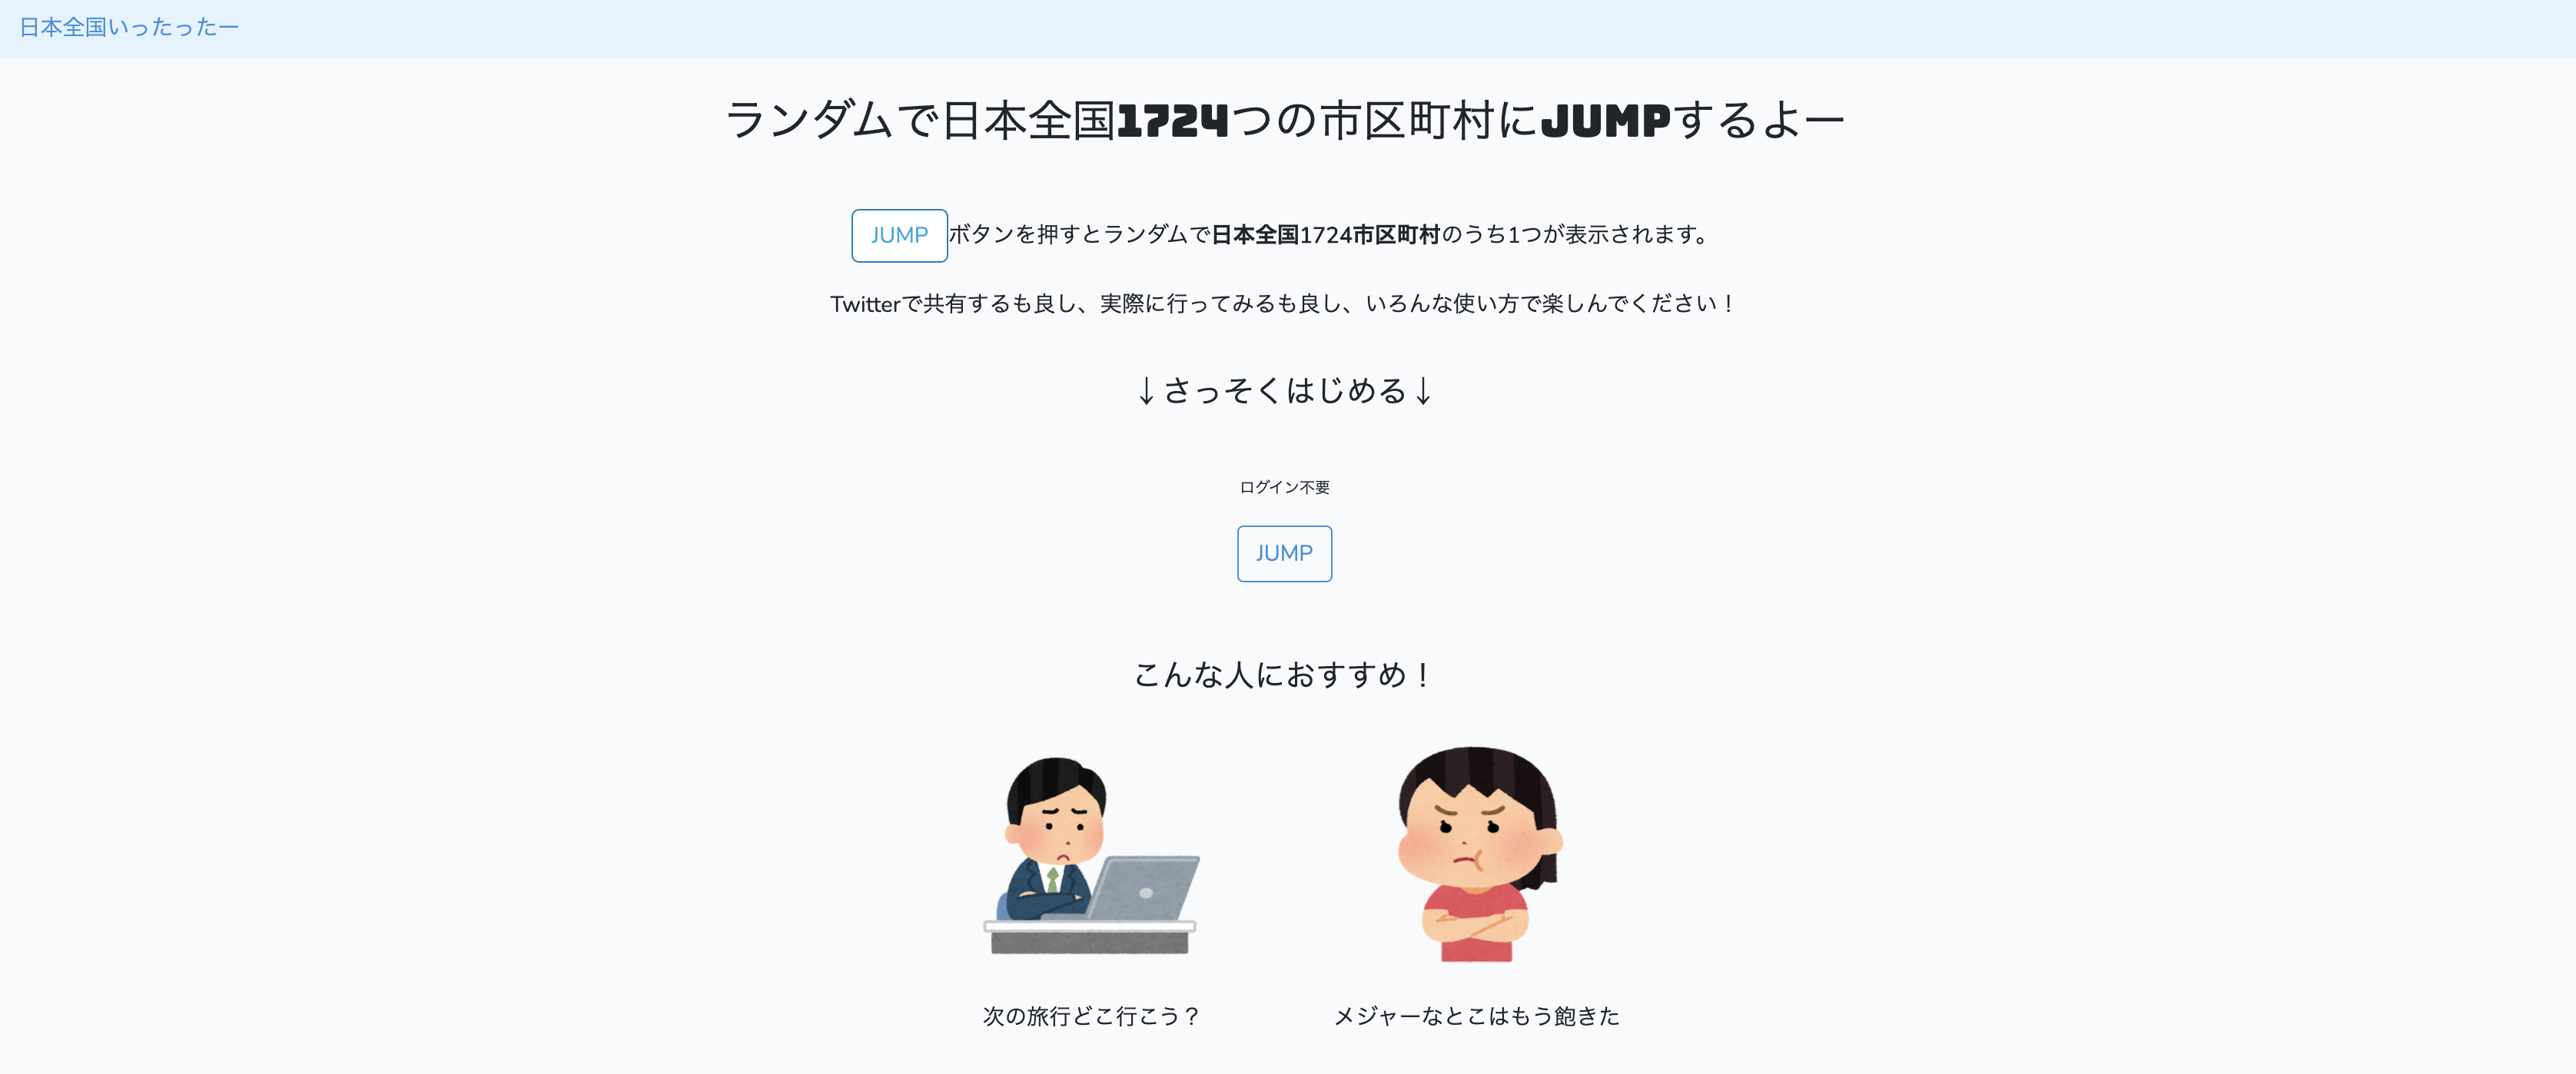 日本全国いったったー
ランダムで日本全国1724つの市区町村にJUMPするよー
JUMPボタンを押すとランダムで日本全国1724市区町村のうち1つが表示されます。
Twitterで共有するも良し、実際に行ってみるも良し、いろんな使い方で楽しんでください！
↓さっそくはじめる↓
ログイン不要
JUMP
こんな人におすすめ！
次の旅行どこ行こう？
メジャーなとこはもう飽きた